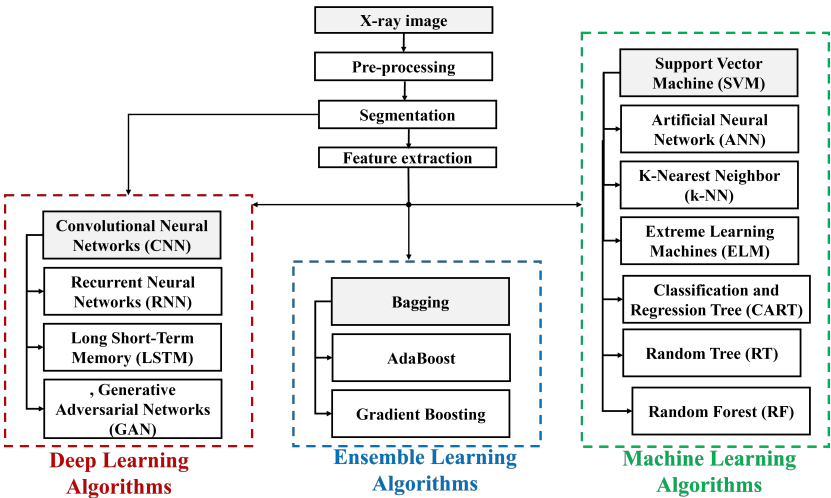 X-ray image
Pre-processing
Segmentation
Feature extraction
Convolutional Neural
Networks (CNN)
Recurrent Neural
Networks (RNN)
Long Short-Term
Memory (LSTM)
, Generative
Adversarial Networks
(GAN)
Deep Learning
Algorithms
Bagging
AdaBoost
Gradient Boosting
Ensemble Learning
Algorithms
Support Vector
Machine (SVM)
Artificial Neural
Network (ANN)
K-Nearest Neighbor
(k-NN)
Extreme Learning
Machines (ELM)
Classification and
Regression Tree (CART)
Random Tree (RT)
Random Forest (RF)
Machine Learning
Algorithms